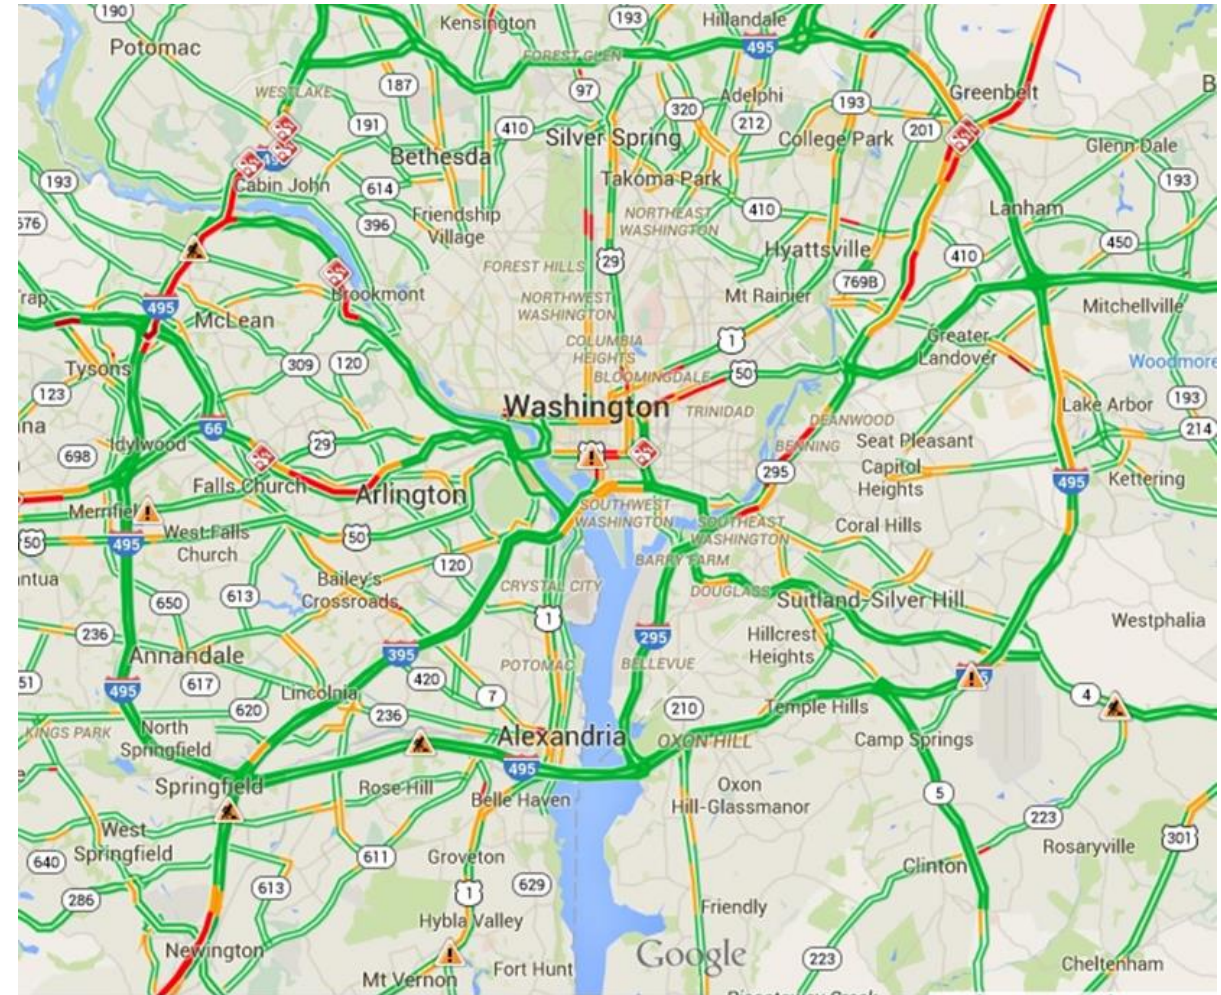 190
Potomac
Kensington
193
Hillandale
FOREST GLEN
495
WESTLAKE
187
97
Adelphi
Greenbelt
B
320
193
191
410
Silver Spring
212
College Park
201
Glenn Dale
Bethesda
Cabin John
193
614
Takoma Park
193
Friendship
Village
396
NORTHEAST
WASHINGTON
410
Lanham
576
29
Hyattsville
450
FOREST HILLS
410
769B
rap
495
Brookmont
NORTHWEST
WASHINGTON
Mt Rainier
Mitchellville
McLean
COLUMBIA
HEIGHTS
1
Greater
Landover
Tysons
309
120
BLOOMINGDALE
50
Woodmore
123
Washington
TRINIDAD
Lake Arbor
193
na
66
DEANWOOD
214
Idylwood
29
BENNING
Seat Pleasant
698
295
Capitol
Heights
495
Kettering
Falls Church
Arlington
Merrifiel
SOUTHWEST
WASHINGTON
50
495
West Falls
Church
50
SOUTHEAST
WASHINGTON
Coral Hills
antua
120
BARRY FARM
Bailey's
Crossroads
CRYSTAL CITY
DOUGLASS
Suitland-Silver Hill
650
613
1
236
295
Hillcrest
Heights
Westphalia
Annandale
395
POTOMAC
BELLEVUE
51
495
617
420
Lincolnia
7
4
620
236
210
Temple Hills
KINGS PARK
North
Springfield
Alexandria
OXON HILL
Camp Springs
495
Springfield
Rose Hill
Belle Haven
Oxon
Hill-Glassmanor
5
West
Springfield
223
301
640
611
Groveton
Rosaryville
Clinton
286
613
1
629
Friendly
Hybla Valley
Newington
Google
223
Mt Vernon
Fort Hunt
Cheltenham